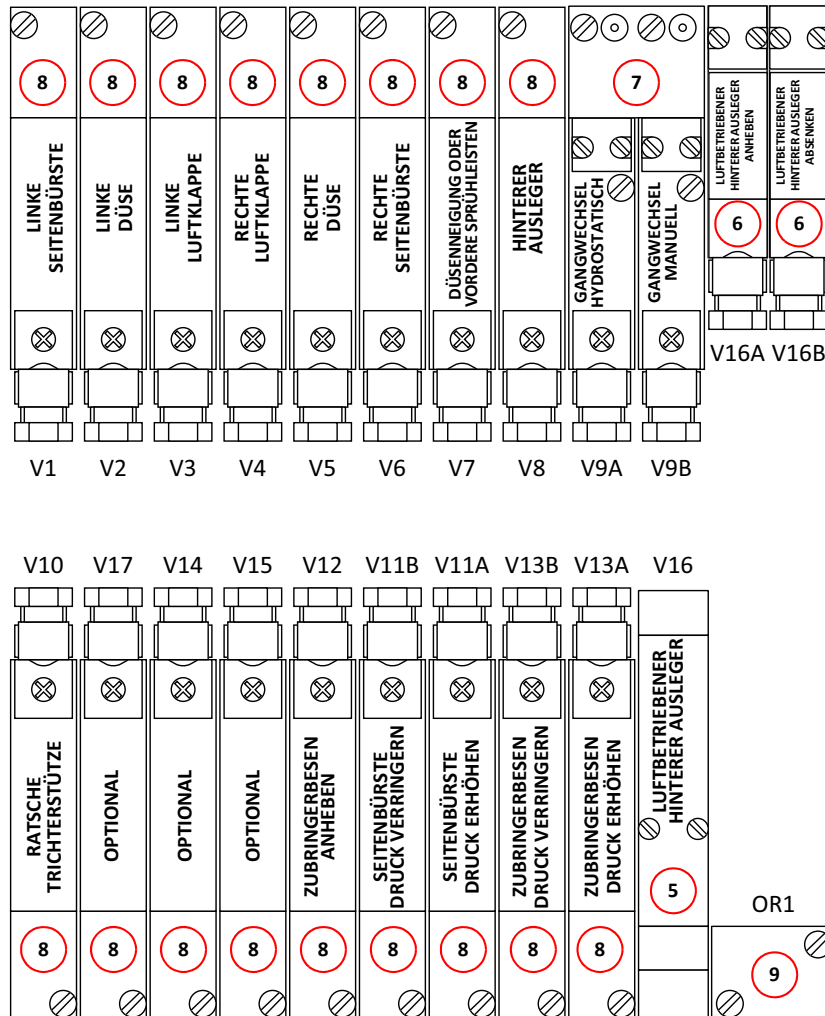 8 8 8 8 8 8 8 8 7
LINKE
SEITENBÜRSTE
LINKE
DÜSE
LINKE
LUFTKLAPPE
RECHTE
LUFTKLAPPE
RECHTE
DÜSE
RECHTE
SEITENBÜRSTE
DÜSENNEIGUNG ODER
VORDERE SPRÜHLEISTEN
HINTERER
AUSLEGER
GANGWECHSEL
HYDROSTATISCH
GANGWECHSEL
MANUELL
LUFTBETRIEBENER
HINTERER AUSLEGER
ANHEBEN
LUFTBETRIEBENER
HINTERER AUSLEGER
ABSENKEN
6 6
V16A V16B
V1 V2 V3 V4 V5 V6 V7 V8 V9A V9B
V10 V17 V14 V15 V12 V11B V11A V13B V13A V16
RATSCHE
TRICHTERSTÜTZE
OPTIONAL
OPTIONAL
OPTIONAL
ZUBRINGERBESEN
ANHEBEN
SEITENBÜRSTE
DRUCK VERRINGERN
SEITENBÜRSTE
DRUCK ERHÖHEN
ZUBRINGERBESEN
DRUCK VERRINGERN
ZUBRINGERBESEN
DRUCK ERHÖHEN
LUFTBETRIEBENER
HINTERER AUSLEGER
5
OR1
8 8 8 8 8 8 8 8 8
9